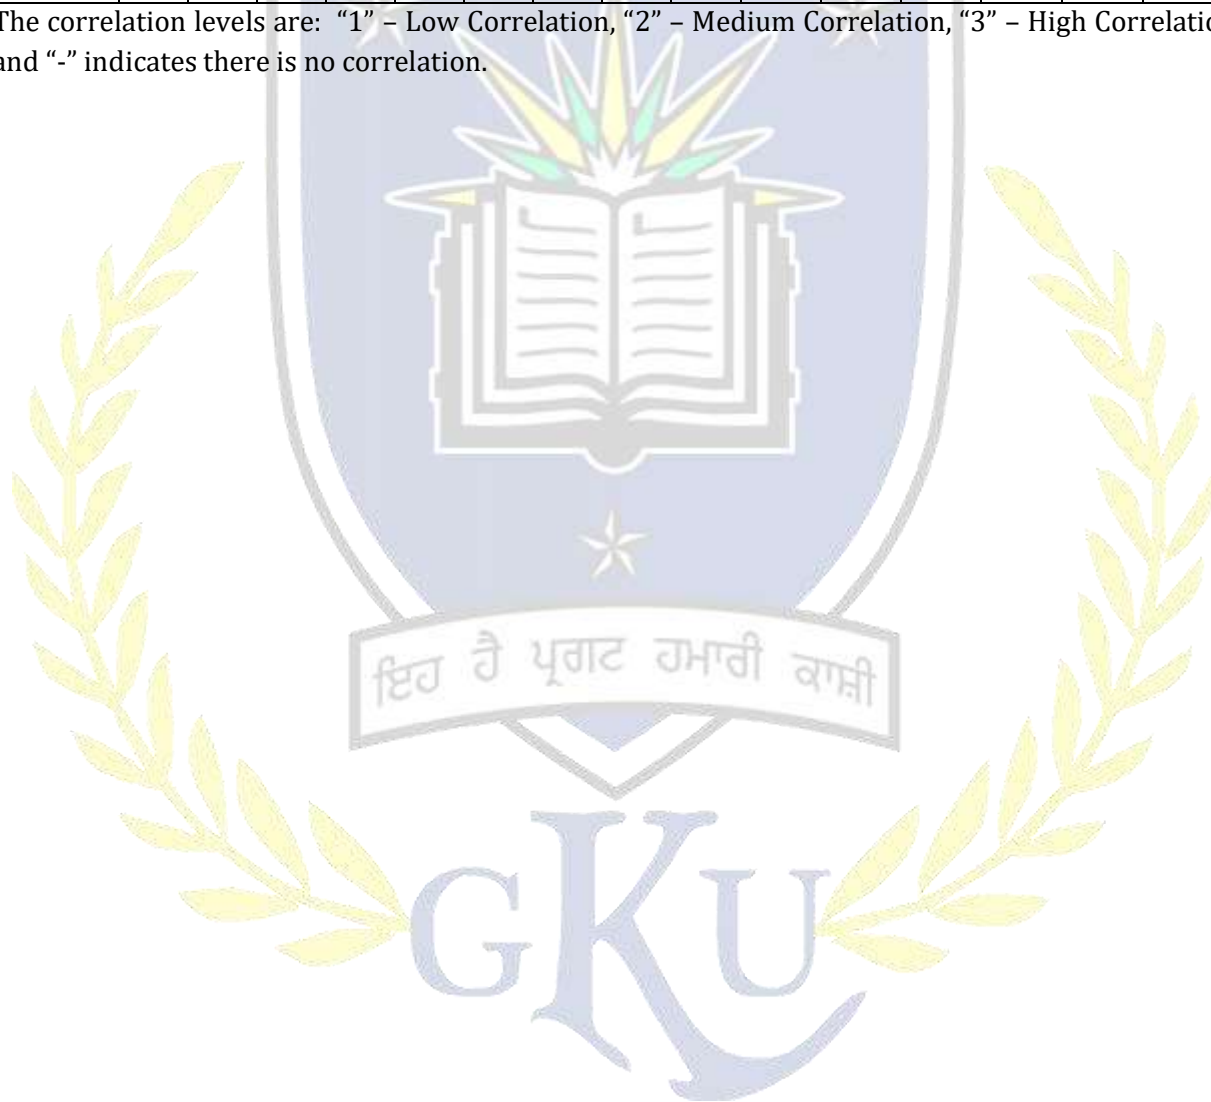 The correlation levels are: “1” – Low Correlation, “2” – Medium Correlation, “3” – High Correlatio
and “-” indicates there is no correlation.
ਇਹ ਹੈ ਪ੍ਰਗਟ ਹਮਾਰੀ ਕਾਸ਼ੀ
GKU